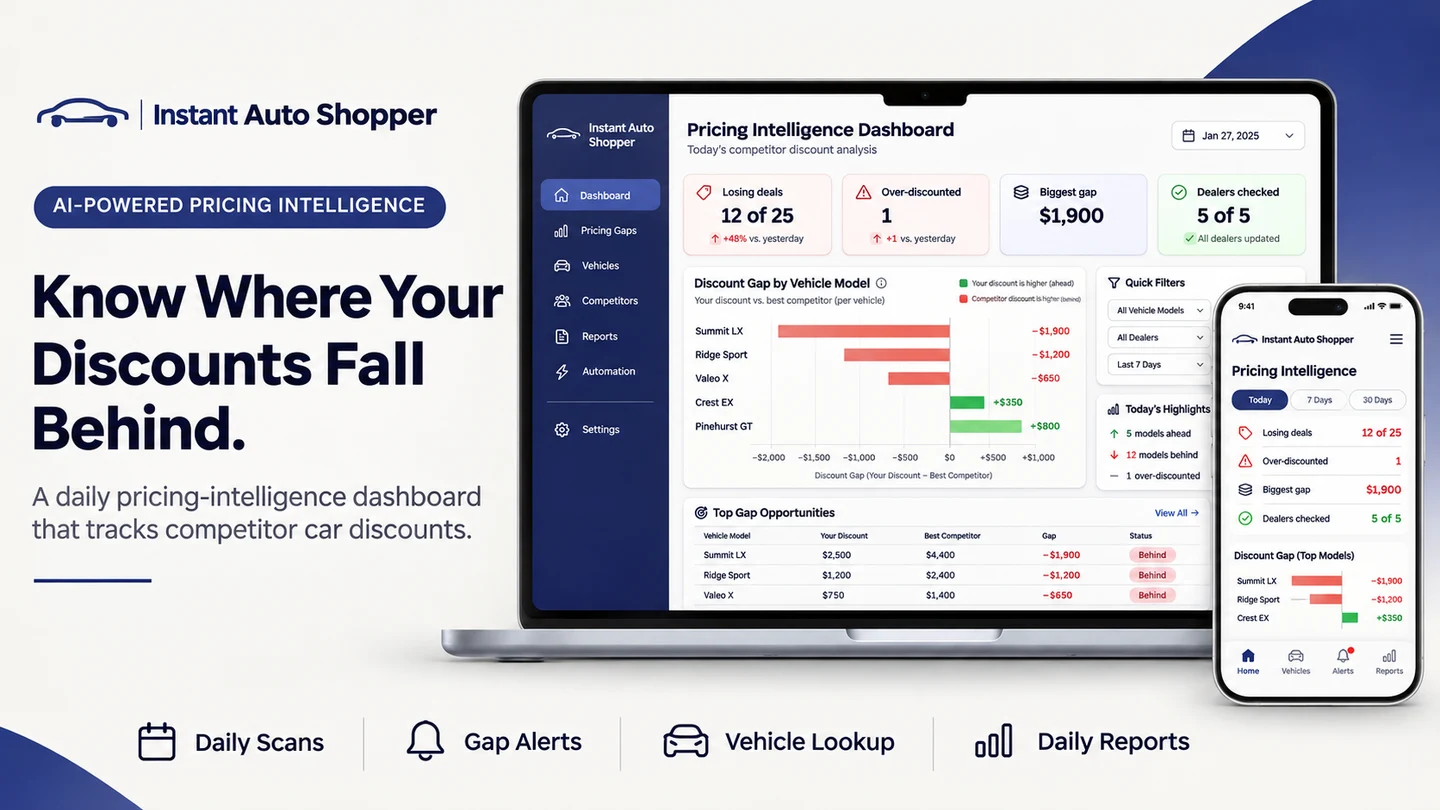 Instant Auto Shopper
AI-POWERED PRICING INTELLIGENCE
Know Where Your
Discounts Fall
Behind.
A daily pricing-intelligence dashboard
that tracks competitor car discounts.
Instant Auto
Shopper
Dashboard
Pricing Gaps
Vehicles
Competitors
Reports
Automation
Settings
Pricing Intelligence Dashboard
Today's competitor discount analysis
Jan 27, 2025
Losing deals
12 of 25
+48% vs. yesterday
Over-discounted
1
+1 vs. yesterday
Biggest gap
$1,900
Dealers checked
5 of 5
All dealers updated
Discount Gap by Vehicle Model
Your discount vs. best competitor (per vehicle)
Your discount is higher (ahead)
Competitor discount is higher (behind)
Summit LX −$1,900
Ridge Sport −$1,200
Valeo X −$650
Crest EX +$350
Pinehurst GT +$800
−$2,000 −$1,500 −$1,000 −$500 $0 +$500 +$1,000
Discount Gap (Your Discount − Best Competitor)
Quick Filters
All Vehicle Models
All Dealers
Last 7 Days
Today's Highlights
↑ 5 models ahead
↓ 12 models behind
— 1 over-discounted
Top Gap Opportunities
View All →
Vehicle Model Your Discount Best Competitor Gap Status
Summit LX $2,500 $4,400 −$1,900 Behind
Ridge Sport $1,200 $2,400 −$1,200 Behind
Valeo X $750 $1,400 −$650 Behind
9:41
Instant Auto Shopper
Pricing Intelligence
Today 7 Days 30 Days
Losing deals 12 of 25
Over-discounted 1
Biggest gap $1,900
Dealers checked 5 of 5
Discount Gap (Top Models)
Summit LX −$1,900
Ridge Sport −$1,200
Crest EX +$350
Home Vehicles Alerts Reports
Daily Scans
Gap Alerts
Vehicle Lookup
Daily Reports